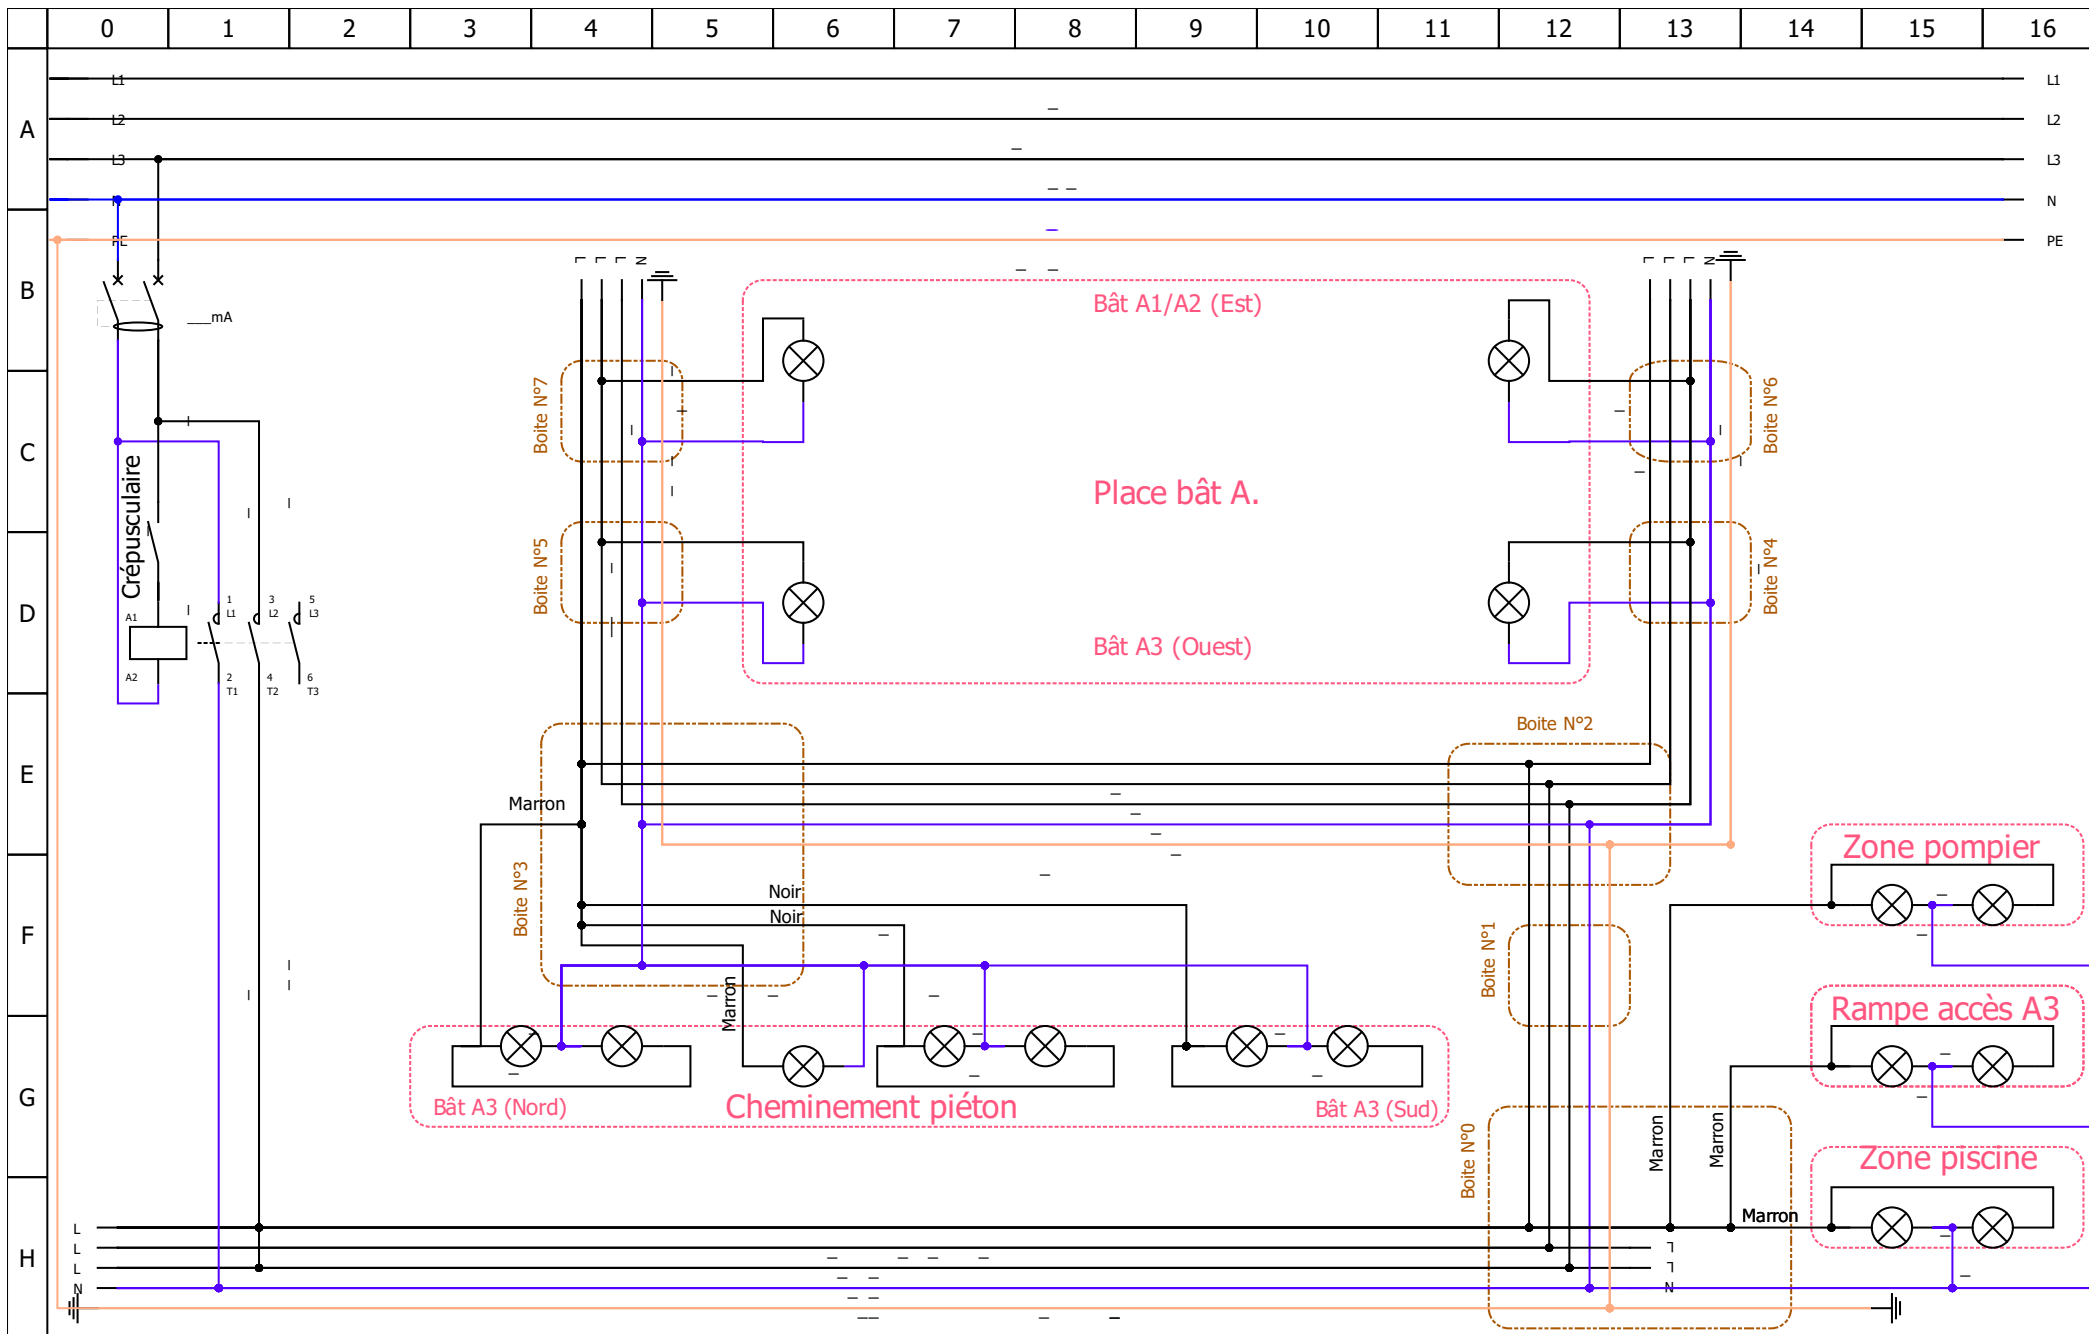 0 1 2 3 4 5 6 7 8 9 10 11 12 13 14 15 16
A
B
C
D
E
F
G
H
L1 L1
L2 L2
L3 L3
N N
PE PE
L L L N
L L L N
___mA
Bât A1/A2 (Est)
Boite N°7
Boite N°6
Place bât A.
Crépusculaire
Boite N°5
Boite N°4
Bât A3 (Ouest)
1 3 5
L1 L2 L3
A1
A2
2 4 6
T1 T2 T3
Boite N°2
Marron
Boite N°3
Noir
Noir
Marron
Boite N°1
Zone pompier
Rampe accès A3
Bât A3 (Nord)
Cheminement piéton
Bât A3 (Sud)
Boite N°0
Marron
Marron
Zone piscine
Marron
L
L L
L L
N N